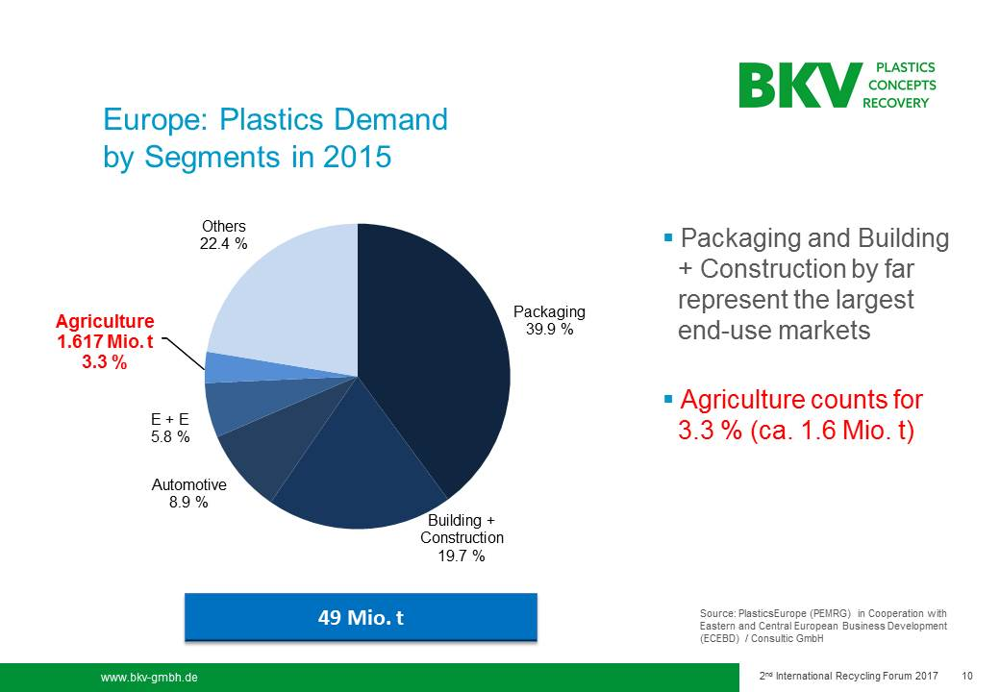 BKV
PLASTICS
CONCEPTS
RECOVERY
Europe: Plastics Demand
by Segments in 2015
Others
22.4 %
Agriculture
1.617 Mio. t
3.3 %
E + E
5.8 %
Automotive
8.9 %
Building +
Construction
19.7 %
Packaging
39.9 %
49 Mio. t
▪ Packaging and Building
+ Construction by far
represent the largest
end-use markets
▪ Agriculture counts for
3.3 % (ca. 1.6 Mio. t)
Source: PlasticsEurope (PEMRG) in Cooperation with
Eastern and Central European Business Development
(ECEBD) / Consultic GmbH
www.bkv-gmbh.de
2nd International Recycling Forum 2017 10